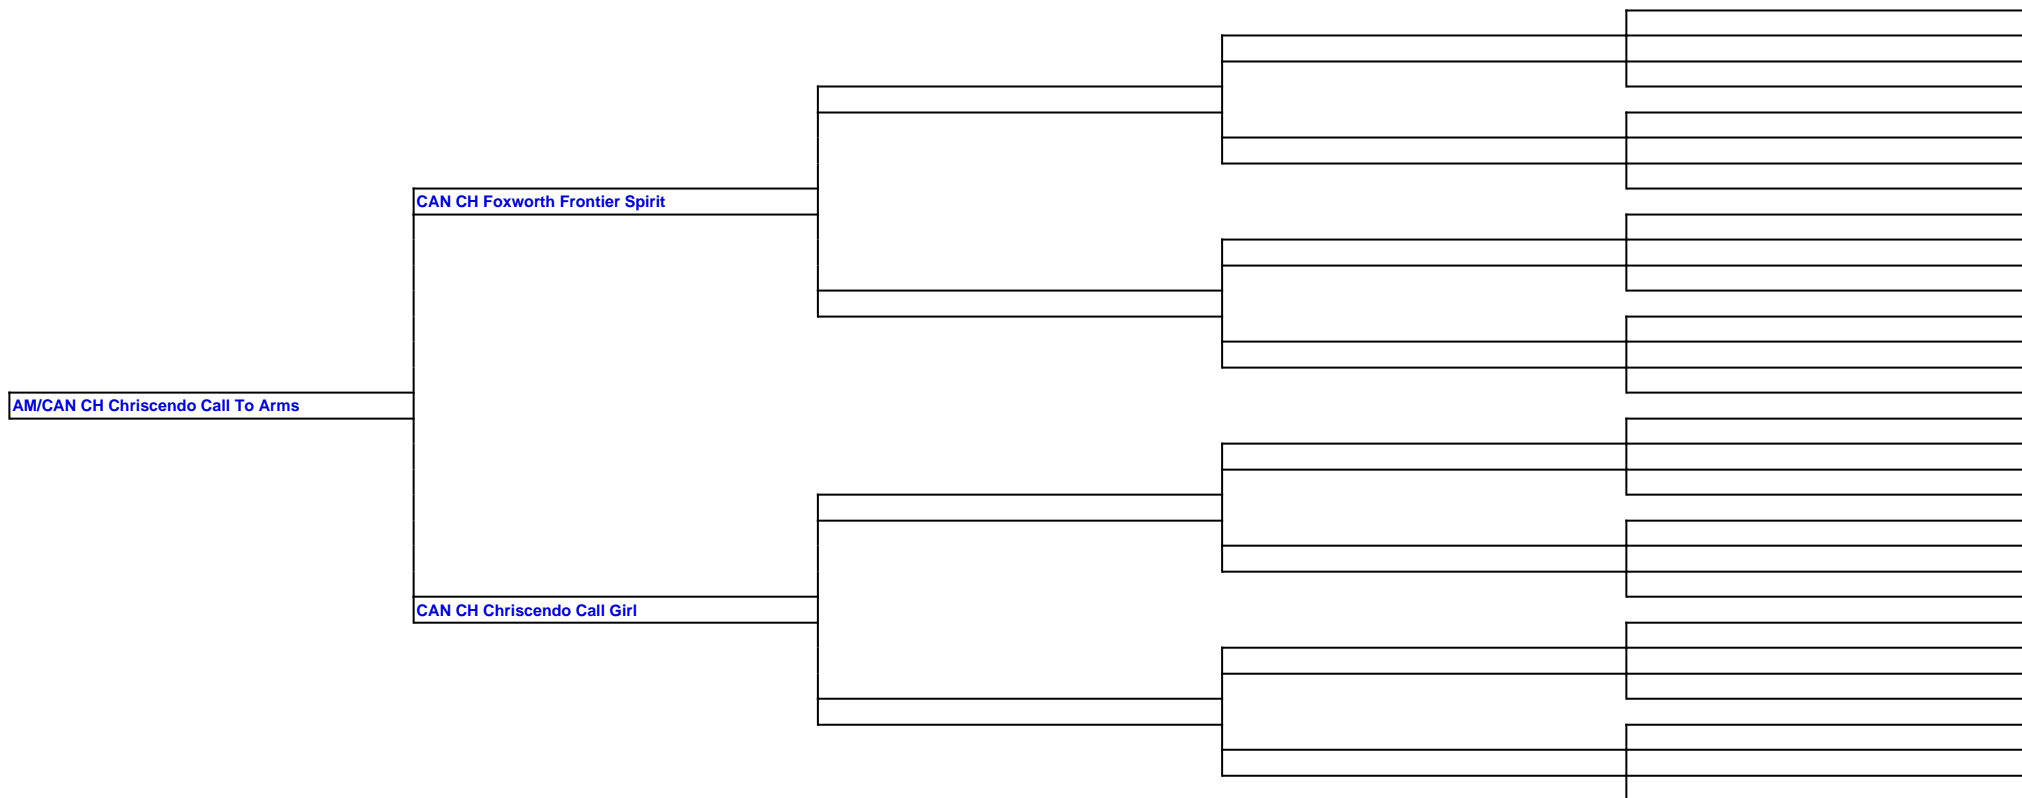 CAN CH Foxworth Frontier Spirit
AM/CAN CH Chriscendo Call To Arms
CAN CH Chriscendo Call Girl